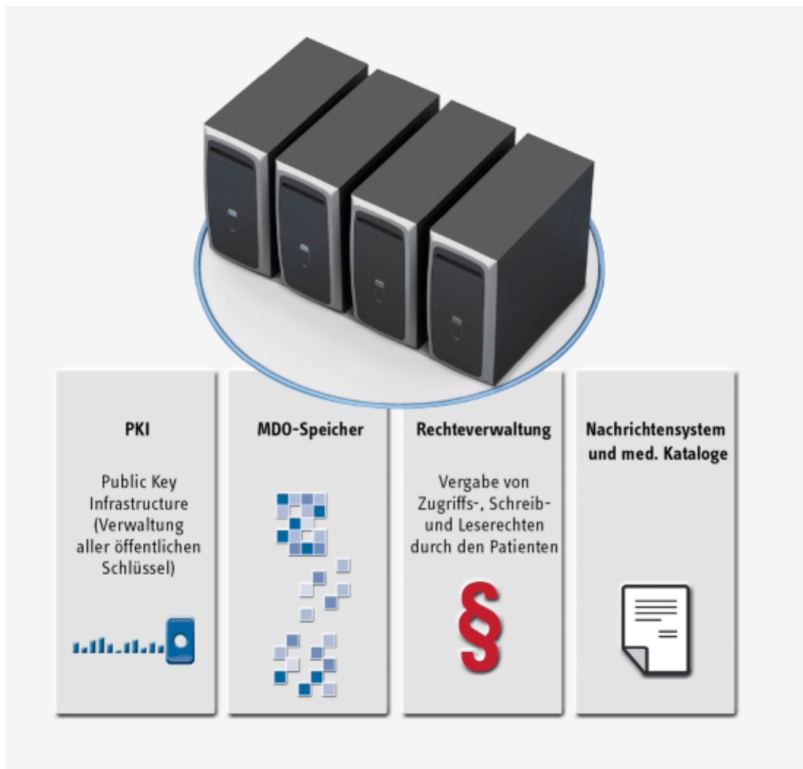 PKI
Public Key
Infrastructure
(Verwaltung
aller öffentlichen
Schlüssel)
MDO-Speicher
Rechteverwaltung
Vergabe von
Zugriffs-, Schreib-
und Leserechten
durch den Patienten
§
Nachrichtensystem
und med. Kataloge